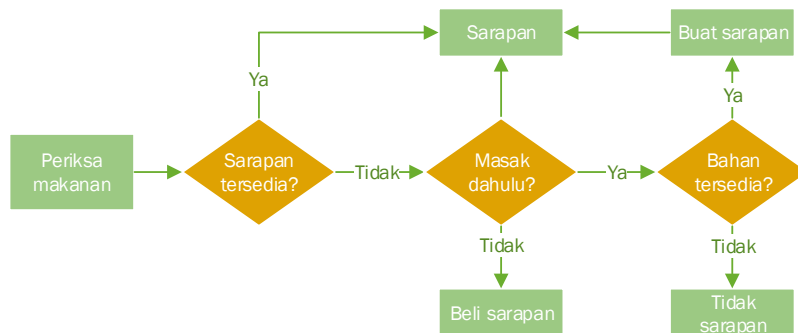 Sarapan
Buat sarapan
Ya
Ya
Periksa
makanan
Sarapan
tersedia?
Tidak
Masak
dahulu?
Ya
Bahan
tersedia?
Tidak
Tidak
Beli sarapan
Tidak
sarapan